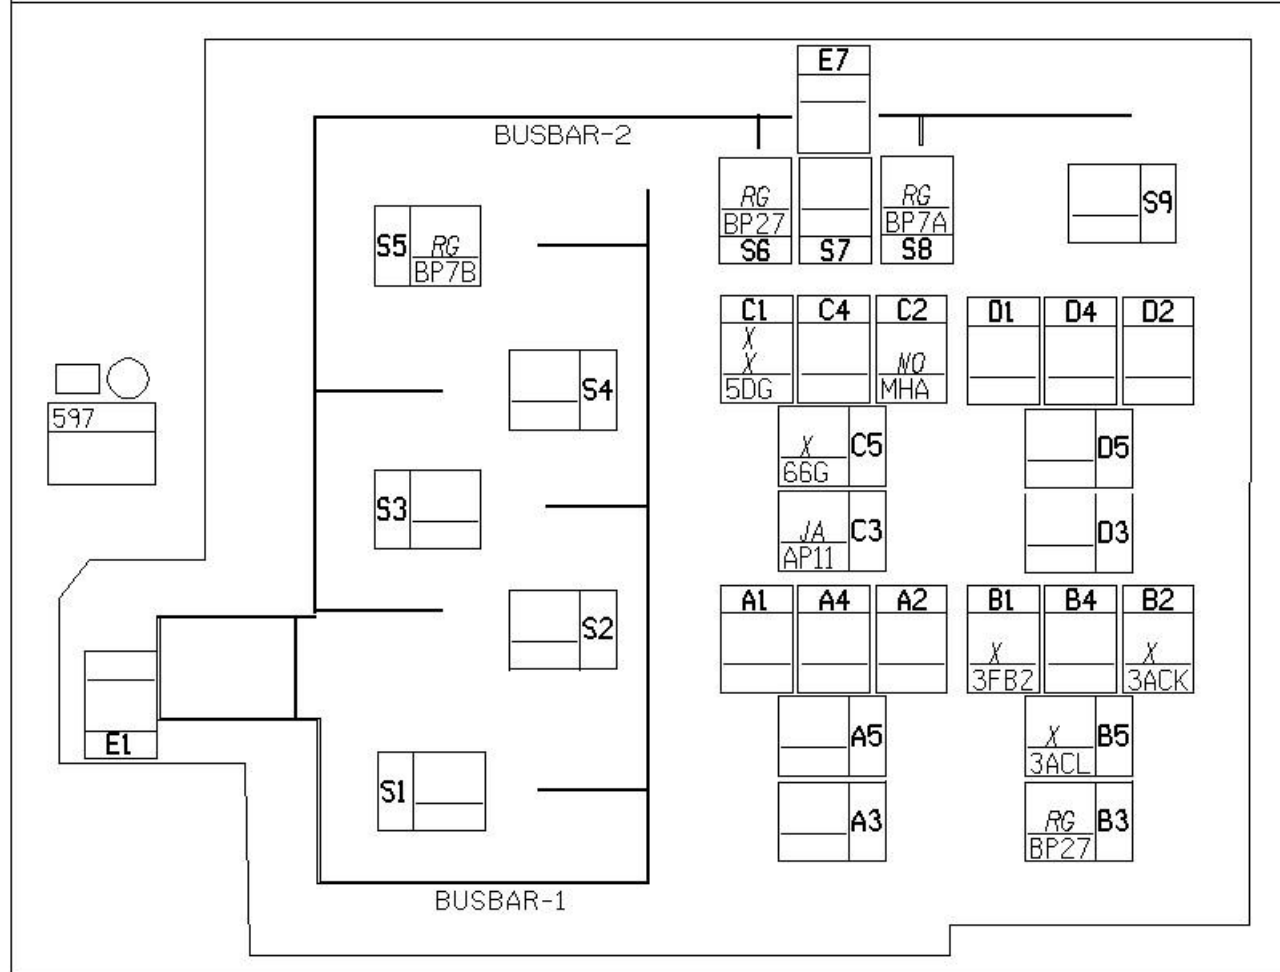 E7
BUSBAR-2
RG
BP27
S6
S7
RG
BP7A
S8
S9
S5
RG
BP7B
C1
X
X
5DG
C4
C2
NO
MHA
D1
D4
D2
S4
597
X
66G
C5
D5
S3
JA
AP11
C3
D3
S2
A1
A4
A2
B1
X
3FB2
B4
B2
X
3ACK
E1
A5
X
3ACL
B5
S1
A3
RG
BP27
B3
BUSBAR-1